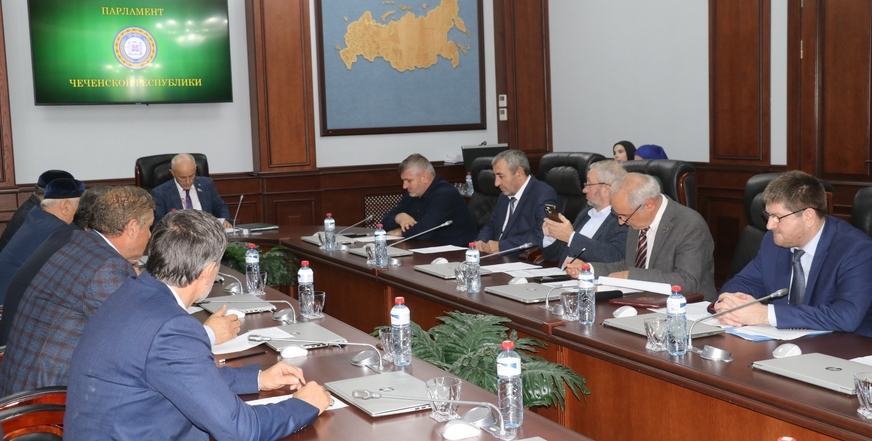 ПАРЛАМЕНТ
ЧЕЧЕНСКОЙ РЕСПУБЛИКИ